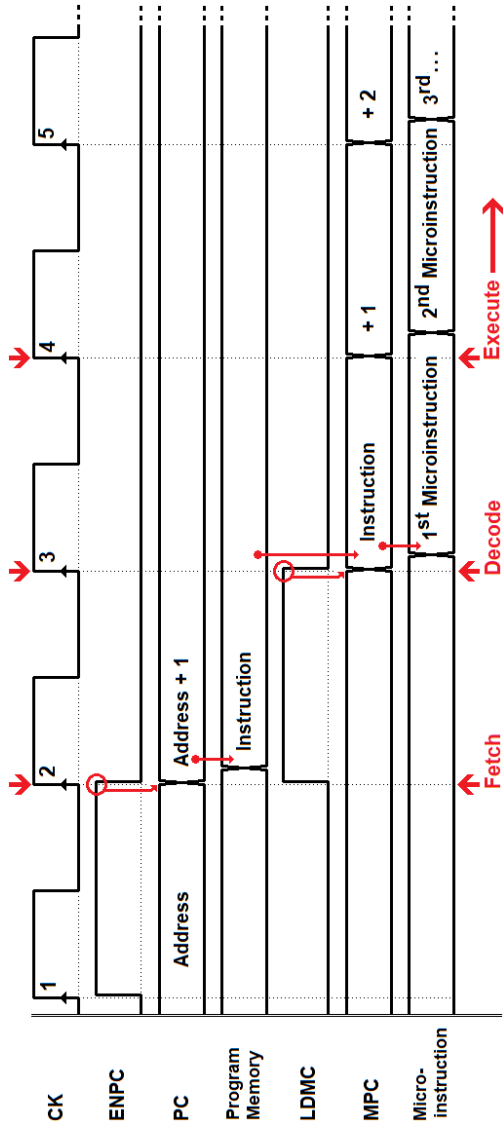 CK 1 2 3 4 5
ENPC
PC Address Address + 1
Program
Memory Instruction
LDMC
MPC Instruction + 1 + 2
Micro-
instruction 1st Microinstruction 2nd Microinstruction 3rd...
Fetch Decode Execute